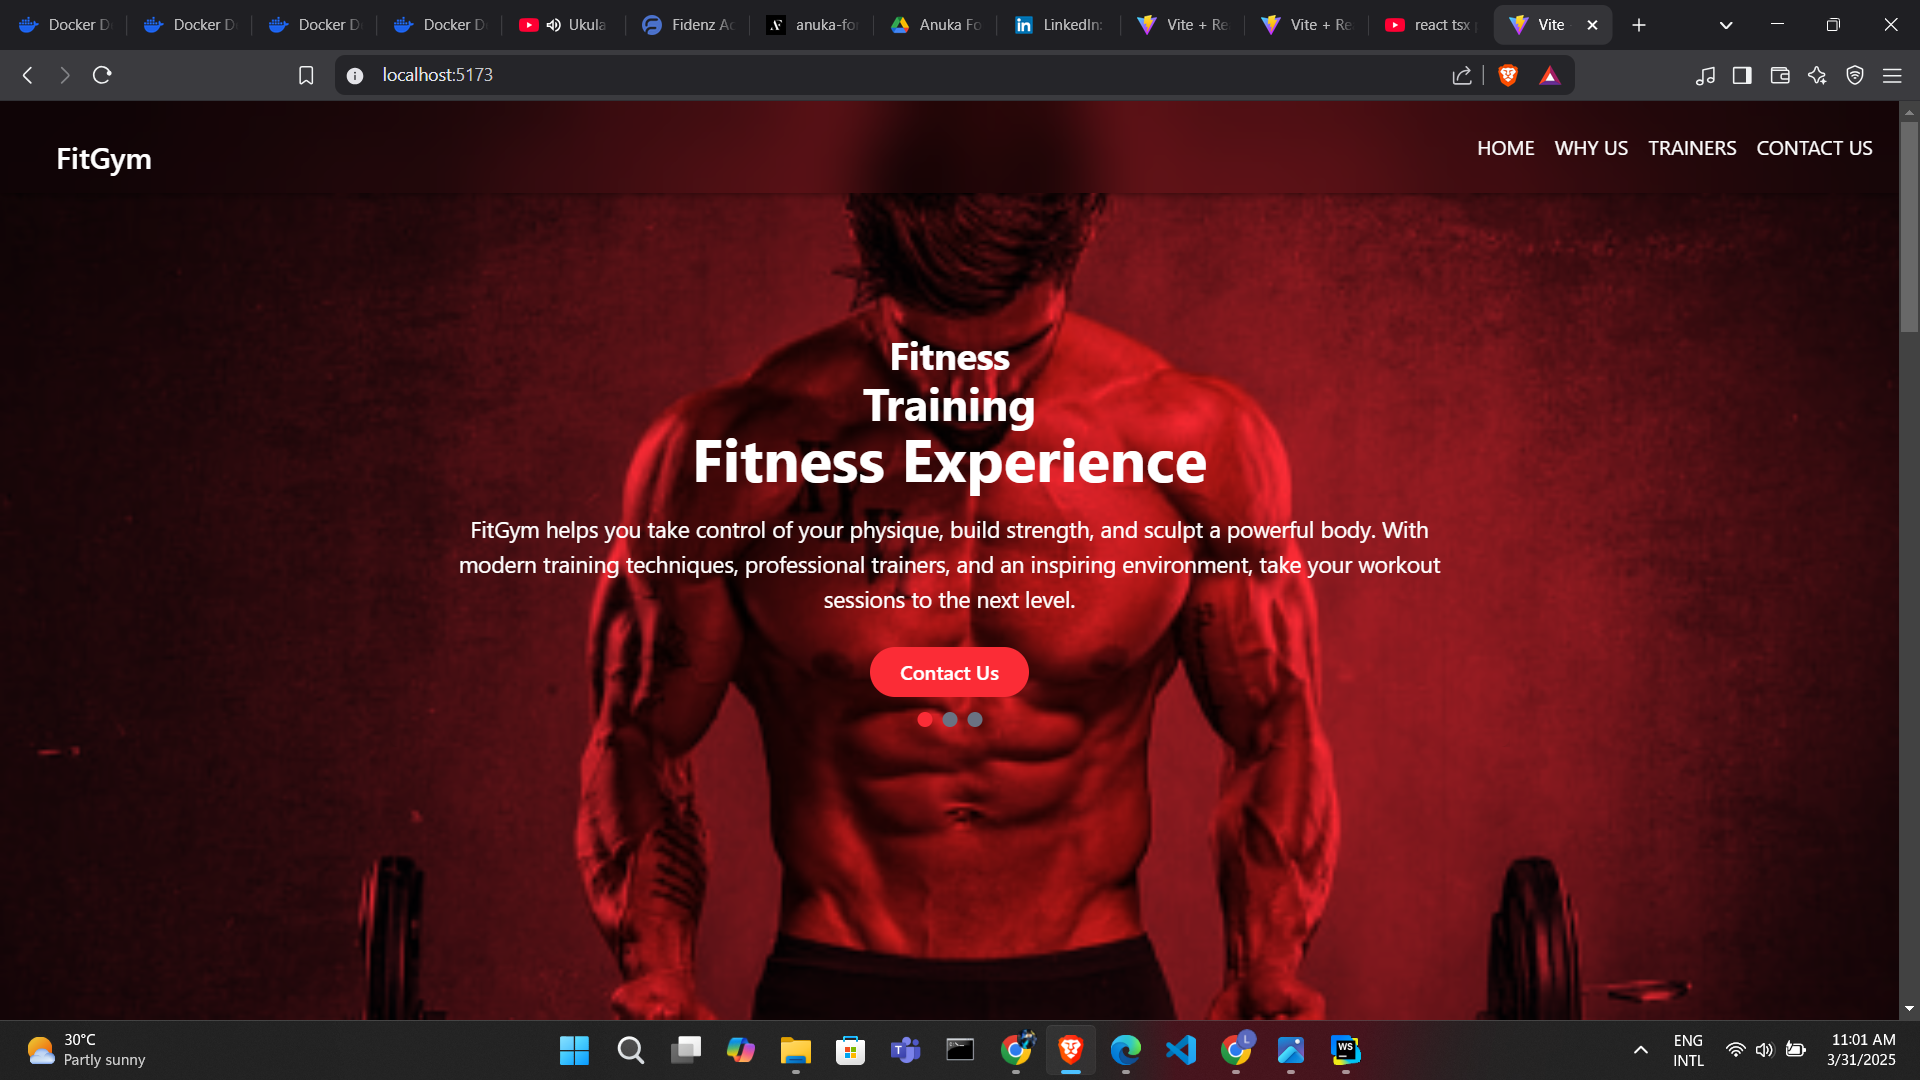 Docker D
Docker D
Docker D
Docker D
Ukula
Fidenz Ac
anuka-for
Anuka Fo
LinkedIn:
Vite + Re
Vite + Re
react tsx
Vite
localhost:5173
FitGym
HOME WHY US TRAINERS CONTACT US
Fitness
Training
Fitness Experience
FitGym helps you take control of your physique, build strength, and sculpt a powerful body. With
modern training techniques, professional trainers, and an inspiring environment, take your workout
sessions to the next level.
Contact Us
30°C
Partly sunny
L
WS
ENG
INTL
11:01 AM
3/31/2025